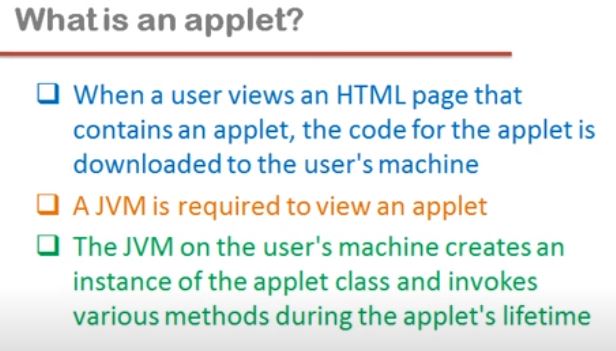 What is an applet?
When a user views an HTML page that
contains an applet, the code for the applet is
downloaded to the user's machine
A JVM is required to view an applet
The JVM on the user's machine creates an
instance of the applet class and invokes
various methods during the applet's lifetime